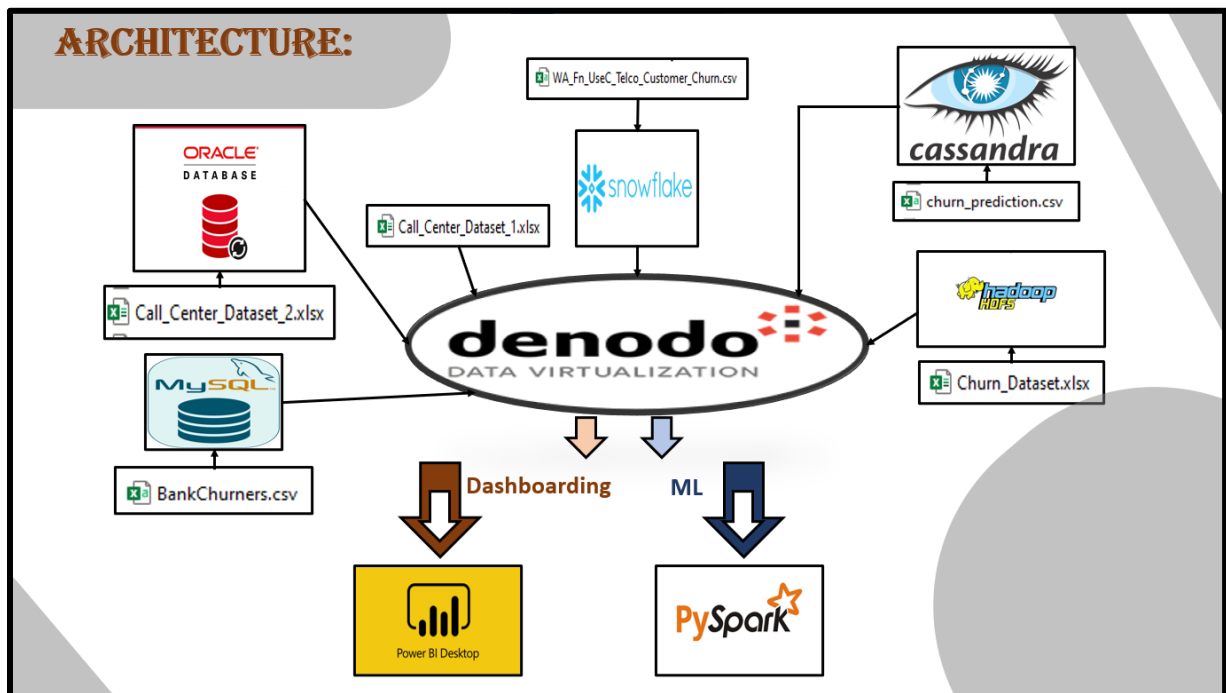 ARCHITECTURE:
WA_Fn_UseC_Telco_Customer_Churn.csv
ORACLE
DATABASE
snowflake
cassandra
churn_prediction.csv
Call_Center_Dataset_1.xlsx
Call_Center_Dataset_2.xlsx
hadoop
HDFS
Churn_Dataset.xlsx
denodo
DATA VIRTUALIZATION
MySQL
BankChurners.csv
Dashboarding
ML
Power BI Desktop
PySpark